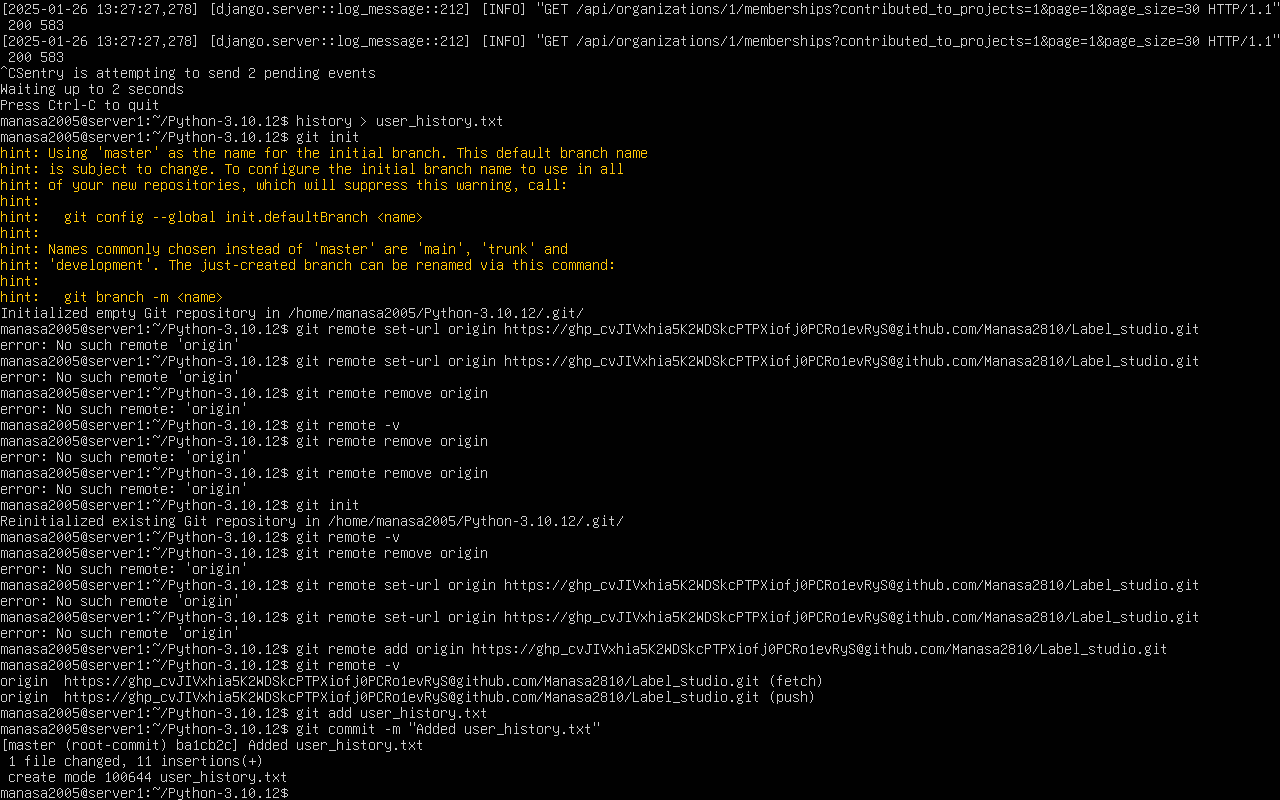 [2025-01-26 13:27:27,278] [django.server::log_message::212] [INFO] "GET /api/organizations/1/memberships?contributed_to_projects=1&page=1&page_size=30 HTTP/1.1"
 200 583
[2025-01-26 13:27:27,278] [django.server::log_message::212] [INFO] "GET /api/organizations/1/memberships?contributed_to_projects=1&page=1&page_size=30 HTTP/1.1"
 200 583
^CSentry is attempting to send 2 pending events
Waiting up to 2 seconds
Press Ctrl-C to quit
manasa2005@server1:~/Python-3.10.12$ history > user_history.txt
manasa2005@server1:~/Python-3.10.12$ git init
hint: Using 'master' as the name for the initial branch. This default branch name
hint: is subject to change. To configure the initial branch name to use in all
hint: of your new repositories, which will suppress this warning, call:
hint:
hint:   git config --global init.defaultBranch <name>
hint:
hint: Names commonly chosen instead of 'master' are 'main', 'trunk' and
hint: 'development'. The just-created branch can be renamed via this command:
hint:
hint:   git branch -m <name>
Initialized empty Git repository in /home/manasa2005/Python-3.10.12/.git/
manasa2005@server1:~/Python-3.10.12$ git remote set-url origin https://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@github.com/Manasa2810/Label_studio.git
error: No such remote 'origin'
manasa2005@server1:~/Python-3.10.12$ git remote set-url origin https://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@github.com/Manasa2810/Label_studio.git
error: No such remote 'origin'
manasa2005@server1:~/Python-3.10.12$ git remote remove origin
error: No such remote: 'origin'
manasa2005@server1:~/Python-3.10.12$ git remote -v
manasa2005@server1:~/Python-3.10.12$ git remote remove origin
error: No such remote: 'origin'
manasa2005@server1:~/Python-3.10.12$ git remote remove origin
error: No such remote: 'origin'
manasa2005@server1:~/Python-3.10.12$ git init
Reinitialized existing Git repository in /home/manasa2005/Python-3.10.12/.git/
manasa2005@server1:~/Python-3.10.12$ git remote -v
manasa2005@server1:~/Python-3.10.12$ git remote remove origin
error: No such remote: 'origin'
manasa2005@server1:~/Python-3.10.12$ git remote set-url origin https://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@github.com/Manasa2810/Label_studio.git
error: No such remote 'origin'
manasa2005@server1:~/Python-3.10.12$ git remote set-url origin https://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@github.com/Manasa2810/Label_studio.git
error: No such remote 'origin'
manasa2005@server1:~/Python-3.10.12$ git remote add origin https://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@github.com/Manasa2810/Label_studio.git
manasa2005@server1:~/Python-3.10.12$ git remote -v
origin  https://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@github.com/Manasa2810/Label_studio.git (fetch)
origin  https://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@github.com/Manasa2810/Label_studio.git (push)
manasa2005@server1:~/Python-3.10.12$ git add user_history.txt
manasa2005@server1:~/Python-3.10.12$ git commit -m "Added user_history.txt"
[master (root-commit) ba1cb2c] Added user_history.txt
 1 file changed, 11 insertions(+)
 create mode 100644 user_history.txt
manasa2005@server1:~/Python-3.10.12$